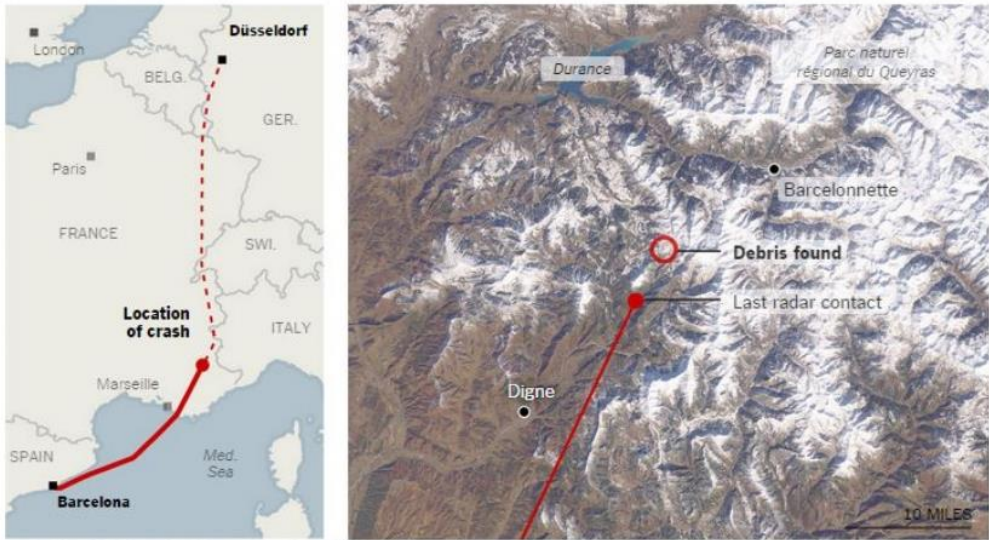 Düsseldorf
London
BELG.
GER.
Paris
FRANCE
SWI.
Location
of crash
ITALY
Marseille
SPAIN
Med.
Sea
Barcelona
Durance
Parc naturel
régional du Queyras
Barcelonnette
Debris found
Last radar contact
Digne
10 MILES